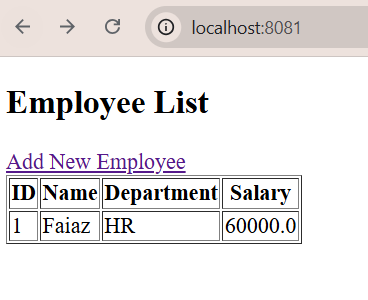 localhost:8081
Employee List
Add New Employee
ID Name Department Salary
1 Faiaz HR 60000.0